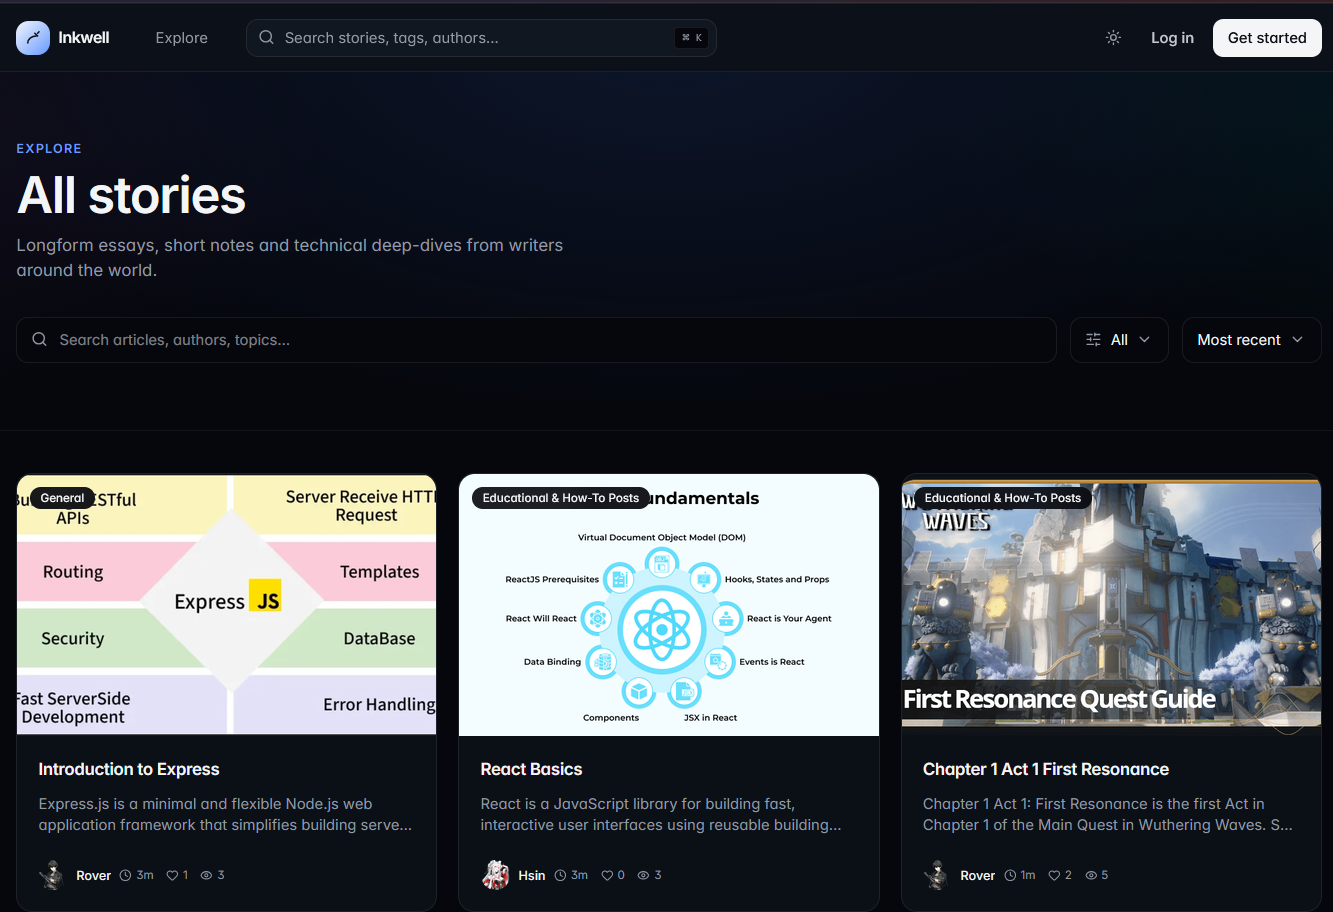 Inkwell
Explore
Search stories, tags, authors...
⌘ K
Log in
Get started
EXPLORE
All stories
Longform essays, short notes and technical deep-dives from writers
around the world.
Search articles, authors, topics...
All
Most recent
General
ESTful
APIs
Server Receive HTT
Request
Routing
Templates
Express JS
Security
DataBase
Fast ServerSide
Development
Error Handling
Introduction to Express
Express.js is a minimal and flexible Node.js web
application framework that simplifies building serve...
Rover 3m 1 3
Educational & How-To Posts
undamentals
Virtual Document Object Model (DOM)
ReactJS Prerequisites
Hooks, States and Props
React Will React
React is Your Agent
Data Binding
Events is React
Components
JSX in React
React Basics
React is a JavaScript library for building fast,
interactive user interfaces using reusable building...
Hsin 3m 0 3
Educational & How-To Posts
WAVES
First Resonance Quest Guide
Chapter 1 Act 1 First Resonance
Chapter 1 Act 1: First Resonance is the first Act in
Chapter 1 of the Main Quest in Wuthering Waves. S...
Rover 1m 2 5